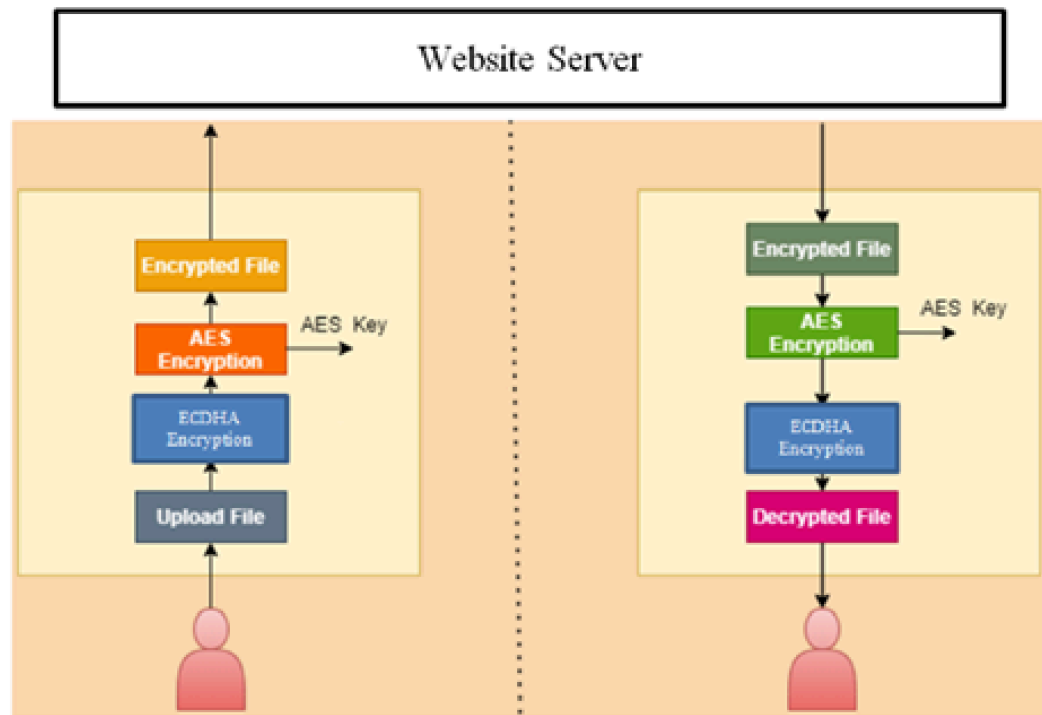 Website Server
Encrypted File
AES
Encryption
AES Key
ECDHA
Encryption
Upload File
Encrypted File
AES
Encryption
AES Key
ECDHA
Encryption
Decrypted File